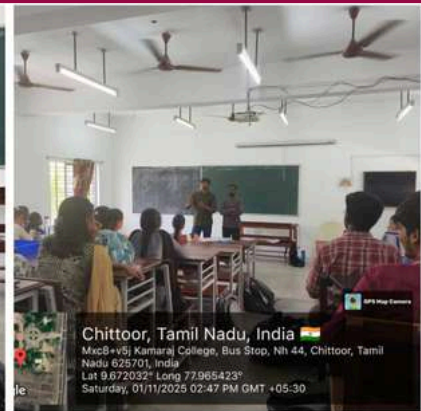 GPS Map Camera
Chittoor, Tamil Nadu, India
Mxc8+v5j Kamaraj College, Bus Stop, Nh 44, Chittoor, Tamil
Nadu 625701, India
Lat 9.672032° Long 77.965423°
Saturday, 01/11/2025 02:47 PM GMT +05:30
gle